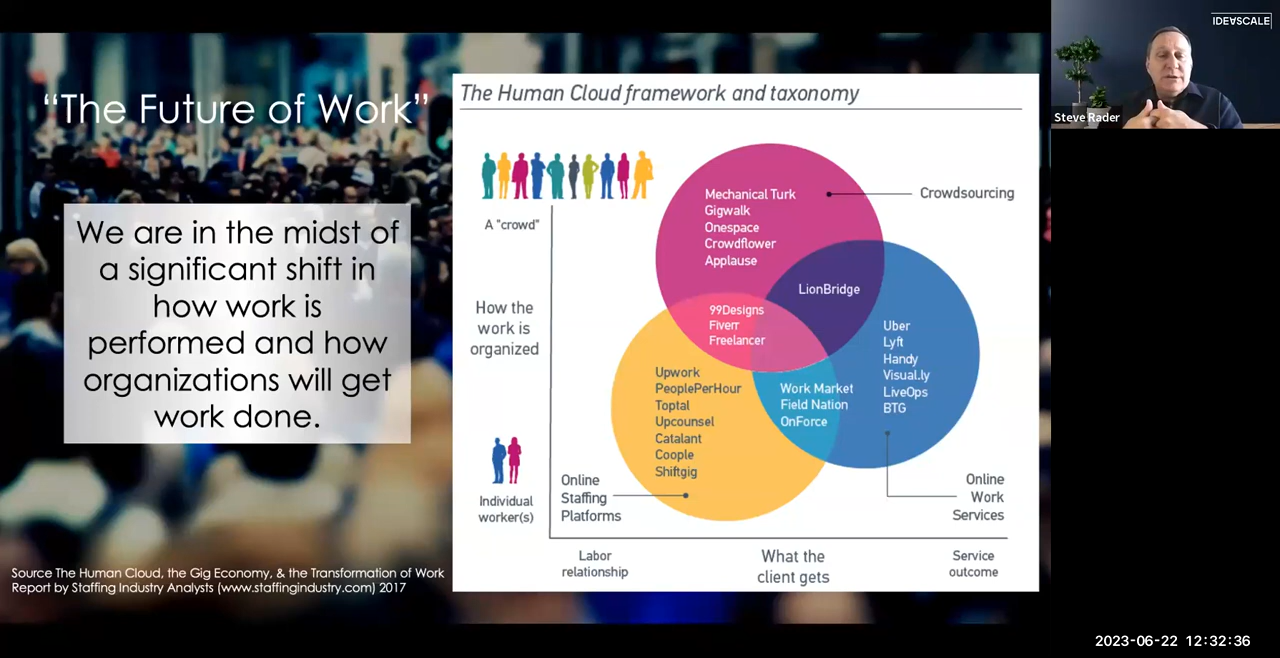 “The Future of Work”
We are in the midst of
a significant shift in
how work is
performed and how
organizations will get
work done.
Source The Human Cloud, the Gig Economy, & the Transformation of Work
Report by Staffing Industry Analysts (www.staffingindustry.com) 2017
The Human Cloud framework and taxonomy
A "crowd"
How the
work is
organized
Individual
worker(s)
Mechanical Turk
Gigwalk
Onespace
Crowdflower
Applause
Crowdsourcing
LionBridge
99Designs
Fiverr
Freelancer
Uber
Lyft
Handy
Visual.ly
LiveOps
BTG
Upwork
PeoplePerHour
Toptal
Upcounsel
Catalant
Coople
Shiftgig
Work Market
Field Nation
OnForce
Online
Staffing
Platforms
Online
Work
Services
Labor
relationship
What the
client gets
Service
outcome
IDEASCALE
Steve Rader
2023-06-22 12:32:36